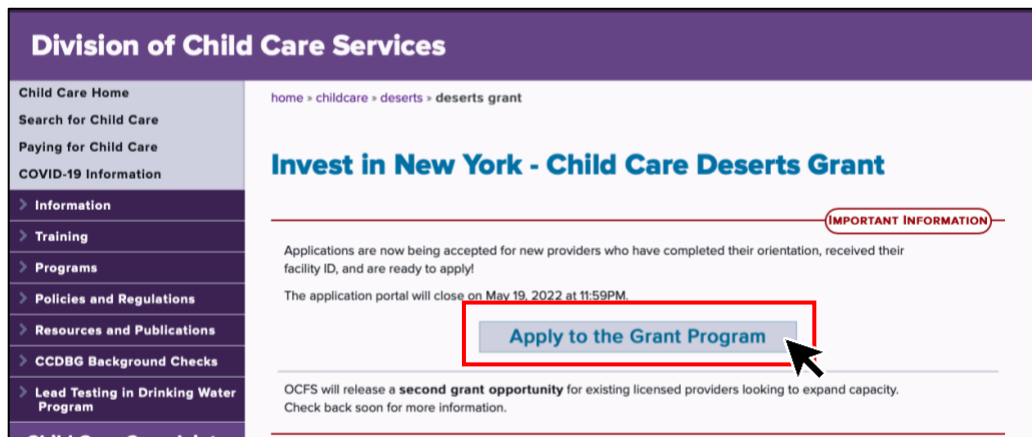 Division of Child Care Services
Child Care Home
Search for Child Care
Paying for Child Care
COVID-19 Information
Information
Training
Programs
Policies and Regulations
Resources and Publications
CCDBG Background Checks
Lead Testing in Drinking Water
Program
home » childcare » deserts » deserts grant
Invest in New York - Child Care Deserts Grant
IMPORTANT INFORMATION
Applications are now being accepted for new providers who have completed their orientation, received their
facility ID, and are ready to apply!
The application portal will close on May 19, 2022 at 11:59PM.
Apply to the Grant Program
OCFS will release a second grant opportunity for existing licensed providers looking to expand capacity.
Check back soon for more information.